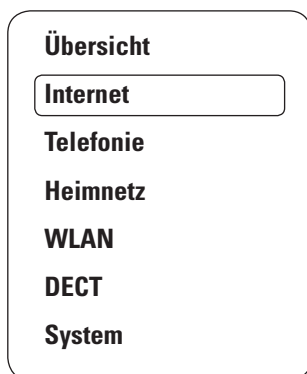 Übersicht
Internet
Telefonie
Heimnetz
WLAN
DECT
System